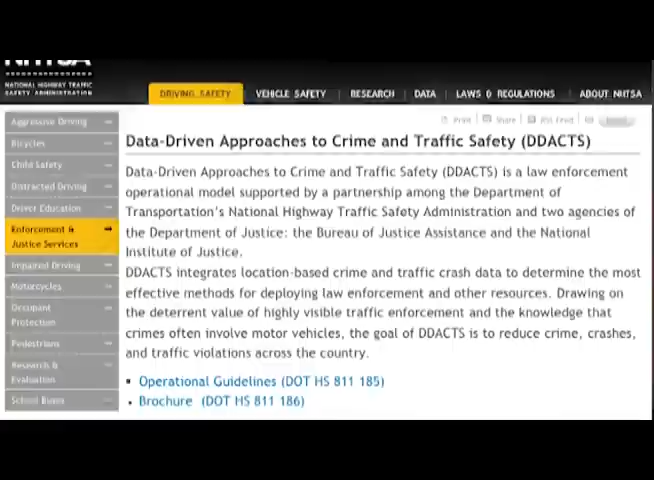 NHTSA
NATIONAL HIGHWAY TRAFFIC
SAFETY ADMINISTRATION
DRIVING SAFETY
VEHICLE SAFETY
RESEARCH
DATA
LAWS & REGULATIONS
ABOUT NHTSA
Print
Share
RSS Feed
Aggressive Driving
Bicycles
Child Safety
Distracted Driving
Driver Education
Enforcement &
Justice Services
Impaired Driving
Motorcycles
Occupant
Protection
Pedestrians
Research &
Evaluation
School Buses
Data-Driven Approaches to Crime and Traffic Safety (DDACTS)
Data-Driven Approaches to Crime and Traffic Safety (DDACTS) is a law enforcement
operational model supported by a partnership among the Department of
Transportation's National Highway Traffic Safety Administration and two agencies of
the Department of Justice: the Bureau of Justice Assistance and the National
Institute of Justice.
DDACTS integrates location-based crime and traffic crash data to determine the most
effective methods for deploying law enforcement and other resources. Drawing on
the deterrent value of highly visible traffic enforcement and the knowledge that
crimes often involve motor vehicles, the goal of DDACTS is to reduce crime, crashes,
and traffic violations across the country.
Operational Guidelines (DOT HS 811 185)
Brochure (DOT HS 811 186)